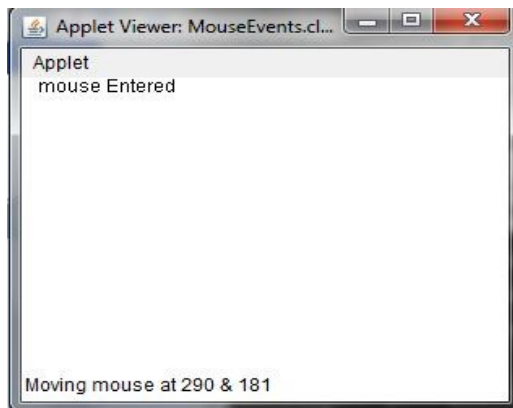 Applet Viewer: MouseEvents.cl...
Applet
mouse Entered
Moving mouse at 290 & 181